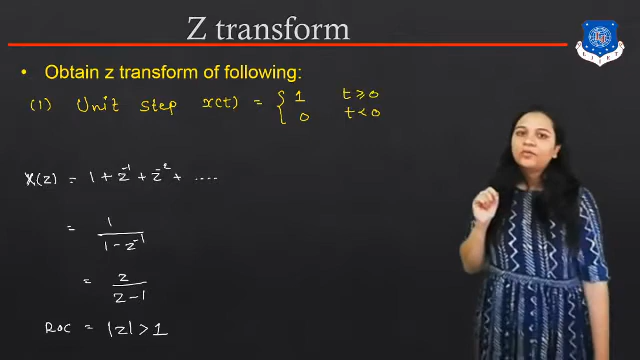 Z transform
• Obtain z transform of following:
(1) Unit step x(t) = { 1 t ≥ 0
0 t < 0
X(z) = 1 + z⁻¹ + z⁻² + ....
= 1 / (1 - z⁻¹)
= z / (z - 1)
ROC = |z| > 1